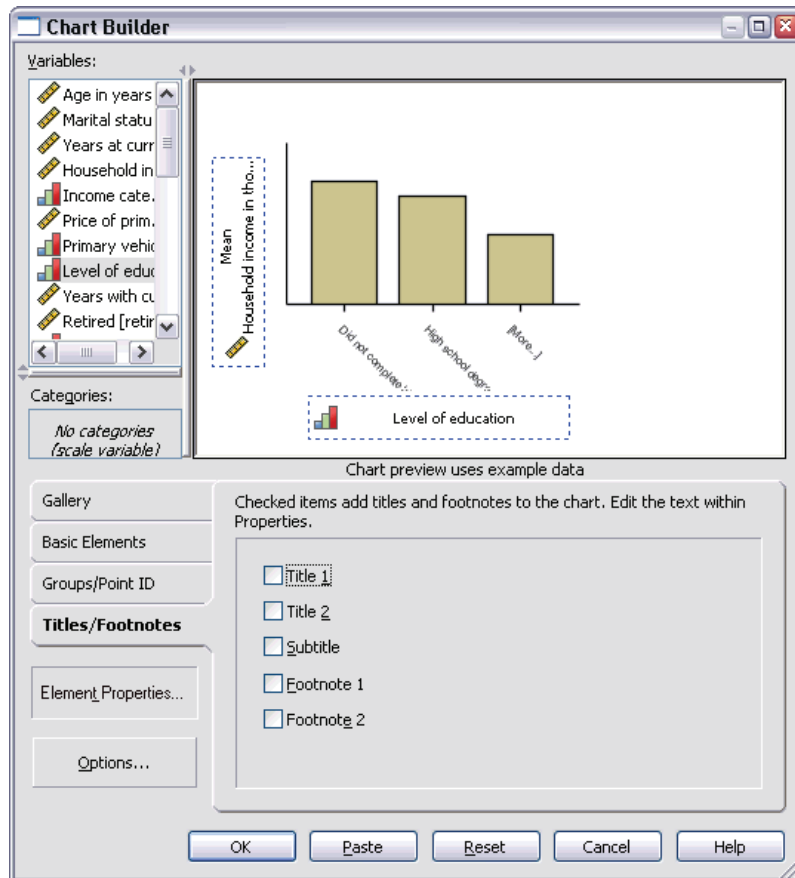 Chart Builder
Variables:
Age in years
Marital statu
Years at curr
Household in
Income cate.
Price of prim.
Primary vehic
Level of educ
Years with cu
Retired [retir
Categories:
No categories
(scale variable)
Mean
Household income in tho...
Did not complete
High school degre
[More...]
Level of education
Chart preview uses example data
Gallery
Basic Elements
Groups/Point ID
Titles/Footnotes
Element Properties...
Options...
Checked items add titles and footnotes to the chart. Edit the text within
Properties.
Title 1
Title 2
Subtitle
Footnote 1
Footnote 2
OK
Paste
Reset
Cancel
Help